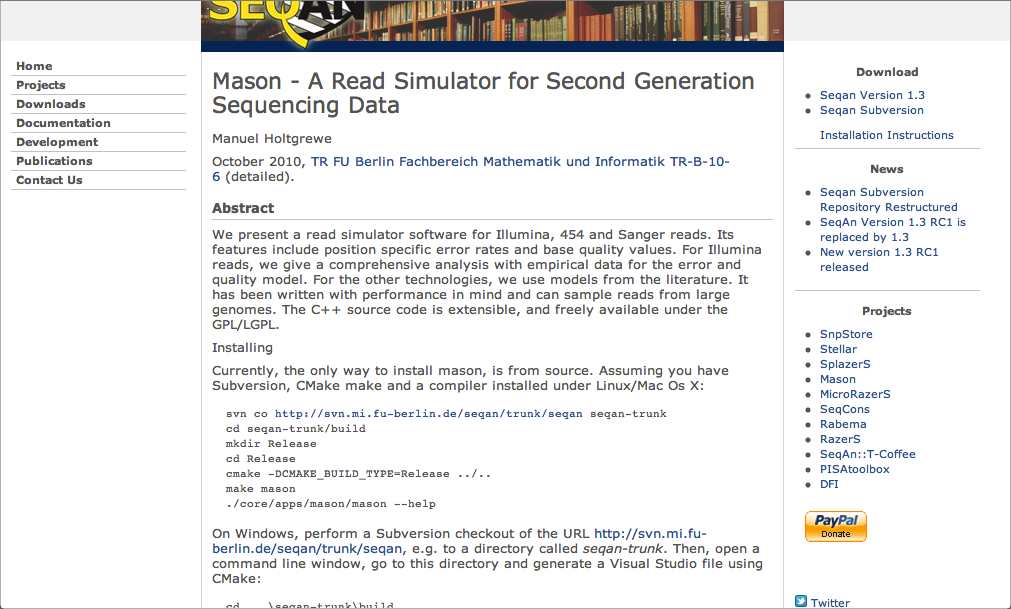 SEQAN
Home
Projects
Downloads
Documentation
Development
Publications
Contact Us
Mason - A Read Simulator for Second Generation
Sequencing Data
Manuel Holtgrewe
October 2010, TR FU Berlin Fachbereich Mathematik und Informatik TR-B-10-
6 (detailed).
Abstract
We present a read simulator software for Illumina, 454 and Sanger reads. Its
features include position specific error rates and base quality values. For Illumina
reads, we give a comprehensive analysis with empirical data for the error and
quality model. For the other technologies, we use models from the literature. It
has been written with performance in mind and can sample reads from large
genomes. The C++ source code is extensible, and freely available under the
GPL/LGPL.
Installing
Currently, the only way to install mason, is from source. Assuming you have
Subversion, CMake make and a compiler installed under Linux/Mac Os X:
svn co http://svn.mi.fu-berlin.de/seqan/trunk/seqan seqan-trunk
cd seqan-trunk/build
mkdir Release
cd Release
cmake -DCMAKE_BUILD_TYPE=Release ../..
make mason
./core/apps/mason/mason --help
On Windows, perform a Subversion checkout of the URL http://svn.mi.fu-
berlin.de/seqan/trunk/seqan, e.g. to a directory called seqan-trunk. Then, open a
command line window, go to this directory and generate a Visual Studio file using
CMake:
Download
Seqan Version 1.3
Seqan Subversion
Installation Instructions
News
Seqan Subversion
Repository Restructured
SeqAn Version 1.3 RC1 is
replaced by 1.3
New version 1.3 RC1
released
Projects
SnpStore
Stellar
SplazerS
Mason
MicroRazerS
SeqCons
Rabema
RazerS
SeqAn::T-Coffee
PISAtoolbox
DFI
PayPal
Donate
Twitter